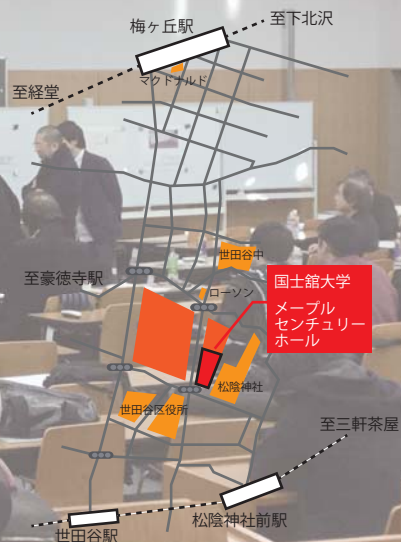 梅ヶ丘駅
至下北沢
マクドナルド
至経堂
世田谷中
至豪徳寺駅
ローソン
国士舘大学
メープル
センチュリー
ホール
松陰神社
世田谷区役所
至三軒茶屋
松陰神社前駅
世田谷駅